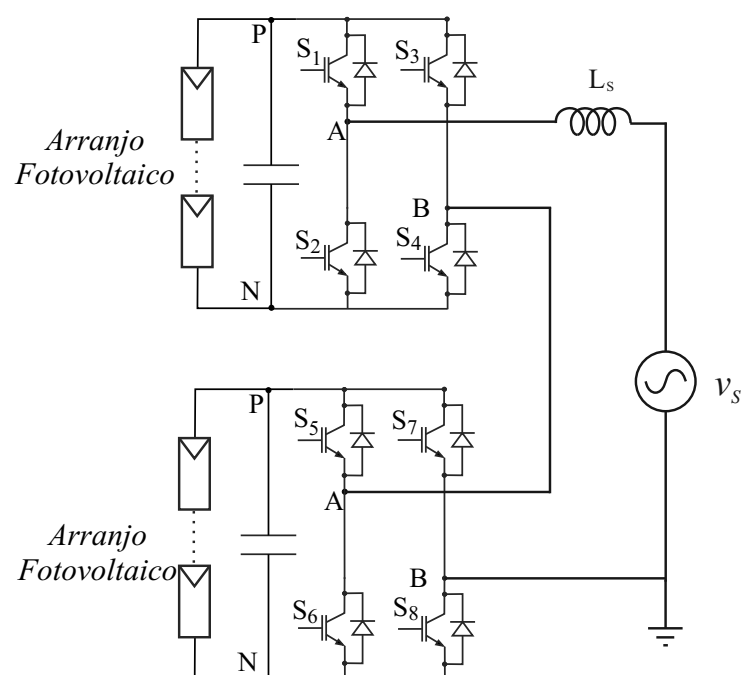 P
S1
S3
Ls
A
Arranjo
Fotovoltaico
B
S2
S4
N
vS
P
S5
S7
A
Arranjo
Fotovoltaico
B
S6
S8
N